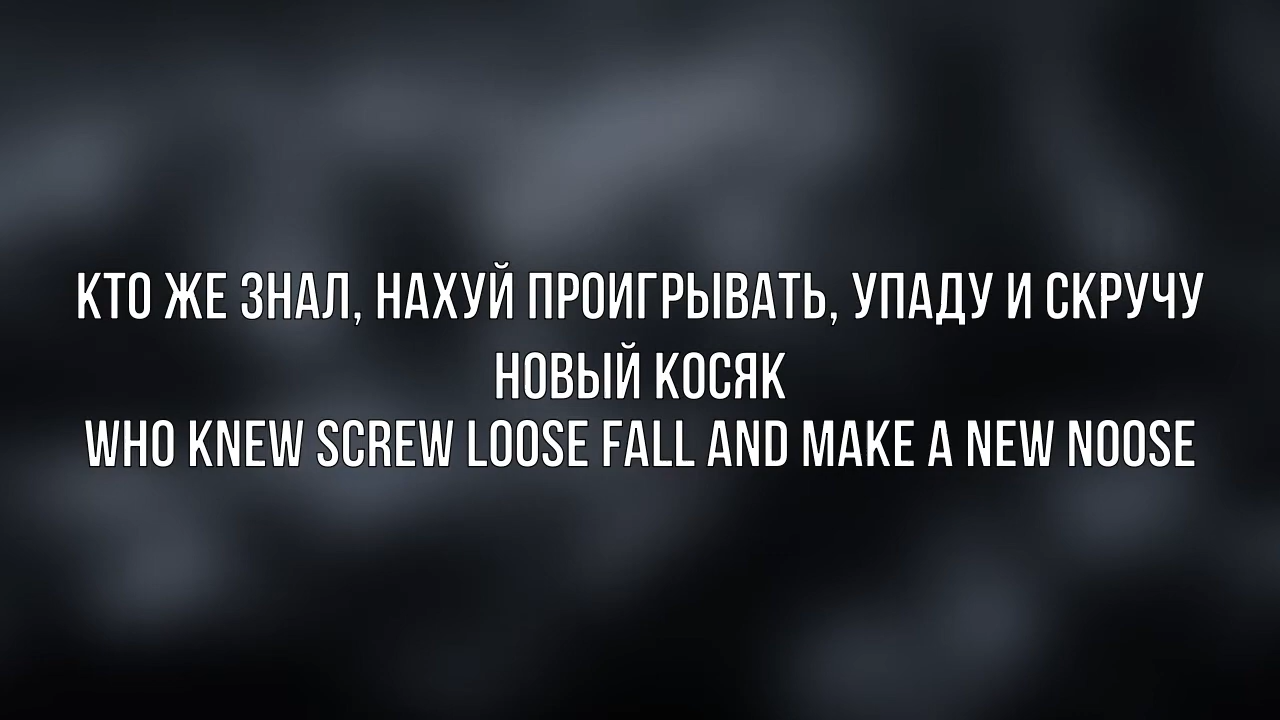 КТО ЖЕ ЗНАЛ, НАХУЙ ПРОИГРЫВАТЬ, УПАДУ И СКРУЧУ
НОВЫЙ КОСЯК
WHO KNEW SCREW LOOSE FALL AND MAKE A NEW NOOSE